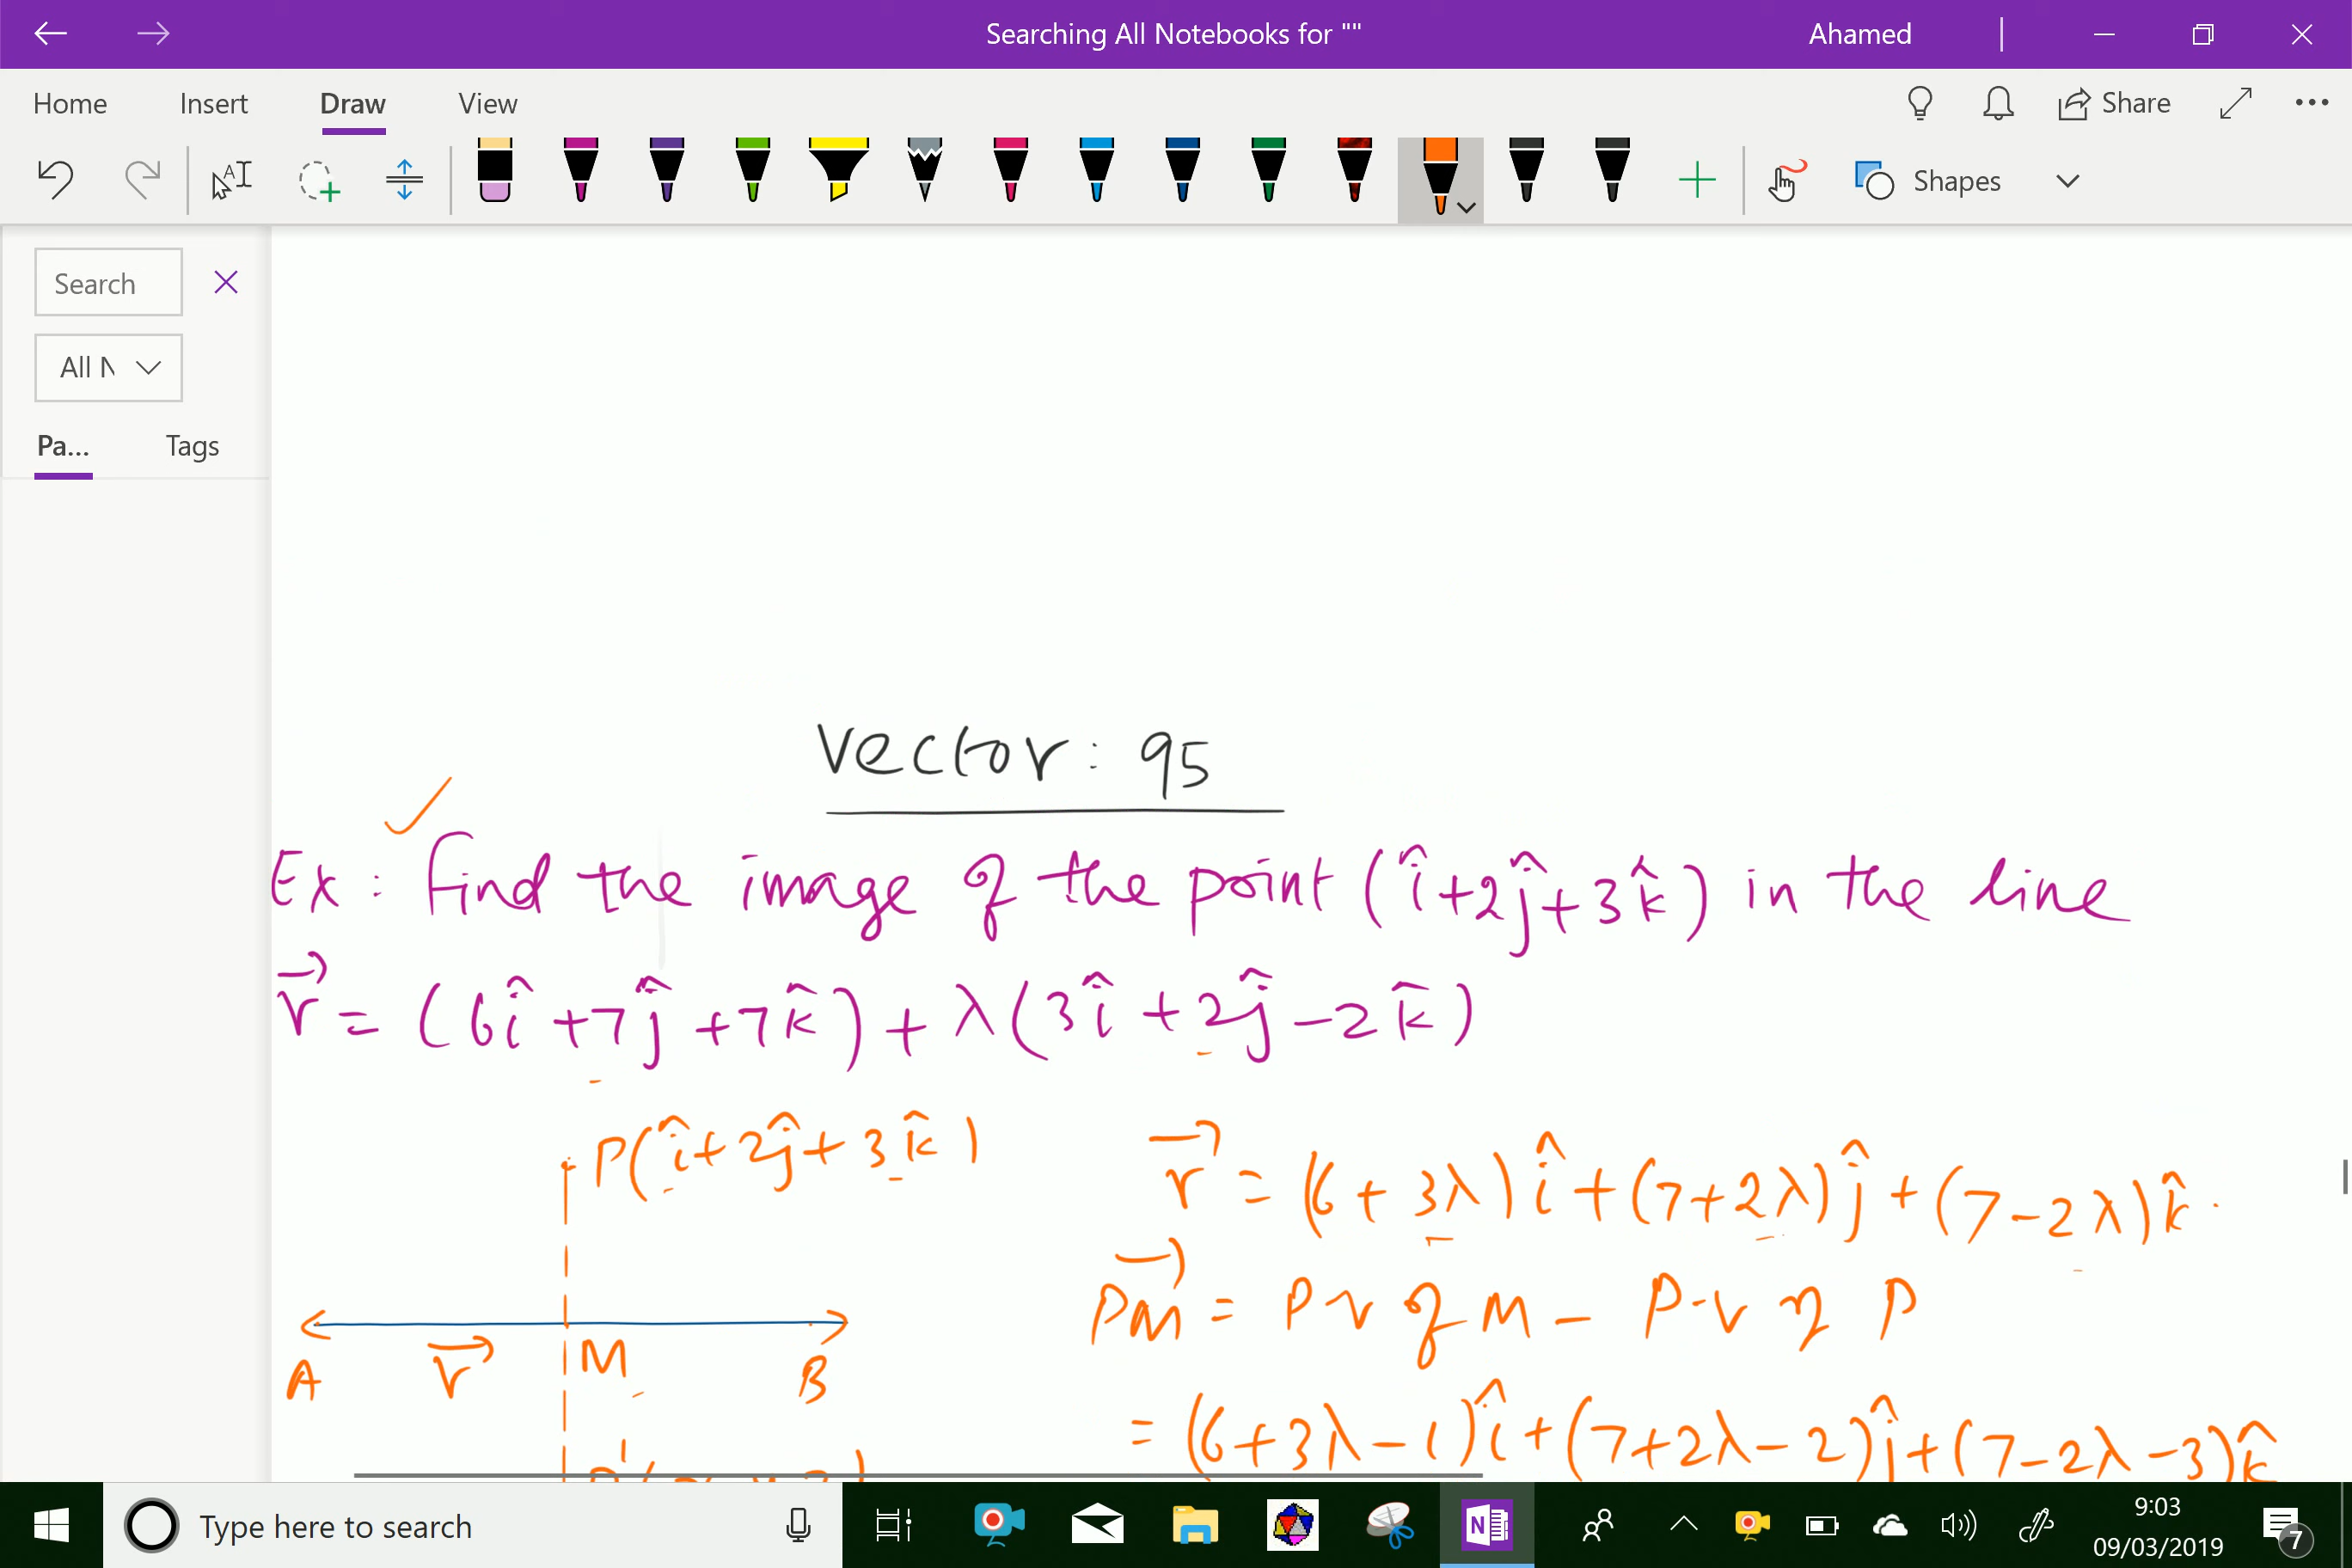 Searching All Notebooks for ""
Ahamed
Home Insert Draw View
Share
Shapes
Search
All N
Pa... Tags
Vector: 95
Ex: Find the image of the point (î+2ĵ+3k̂) in the line
r⃗ = (6î+7ĵ+7k̂)+λ(3î+2ĵ-2k̂)
P(î+2ĵ+3k̂)
r⃗ = (6+3λ)î+(7+2λ)ĵ+(7-2λ)k̂.
PM⃗ = PV of M - P.V of P
A r⃗ M B
= (6+3λ-1)î+(7+2λ-2)ĵ+(7-2λ-3)k̂
Type here to search
N
9:03
09/03/2019
7